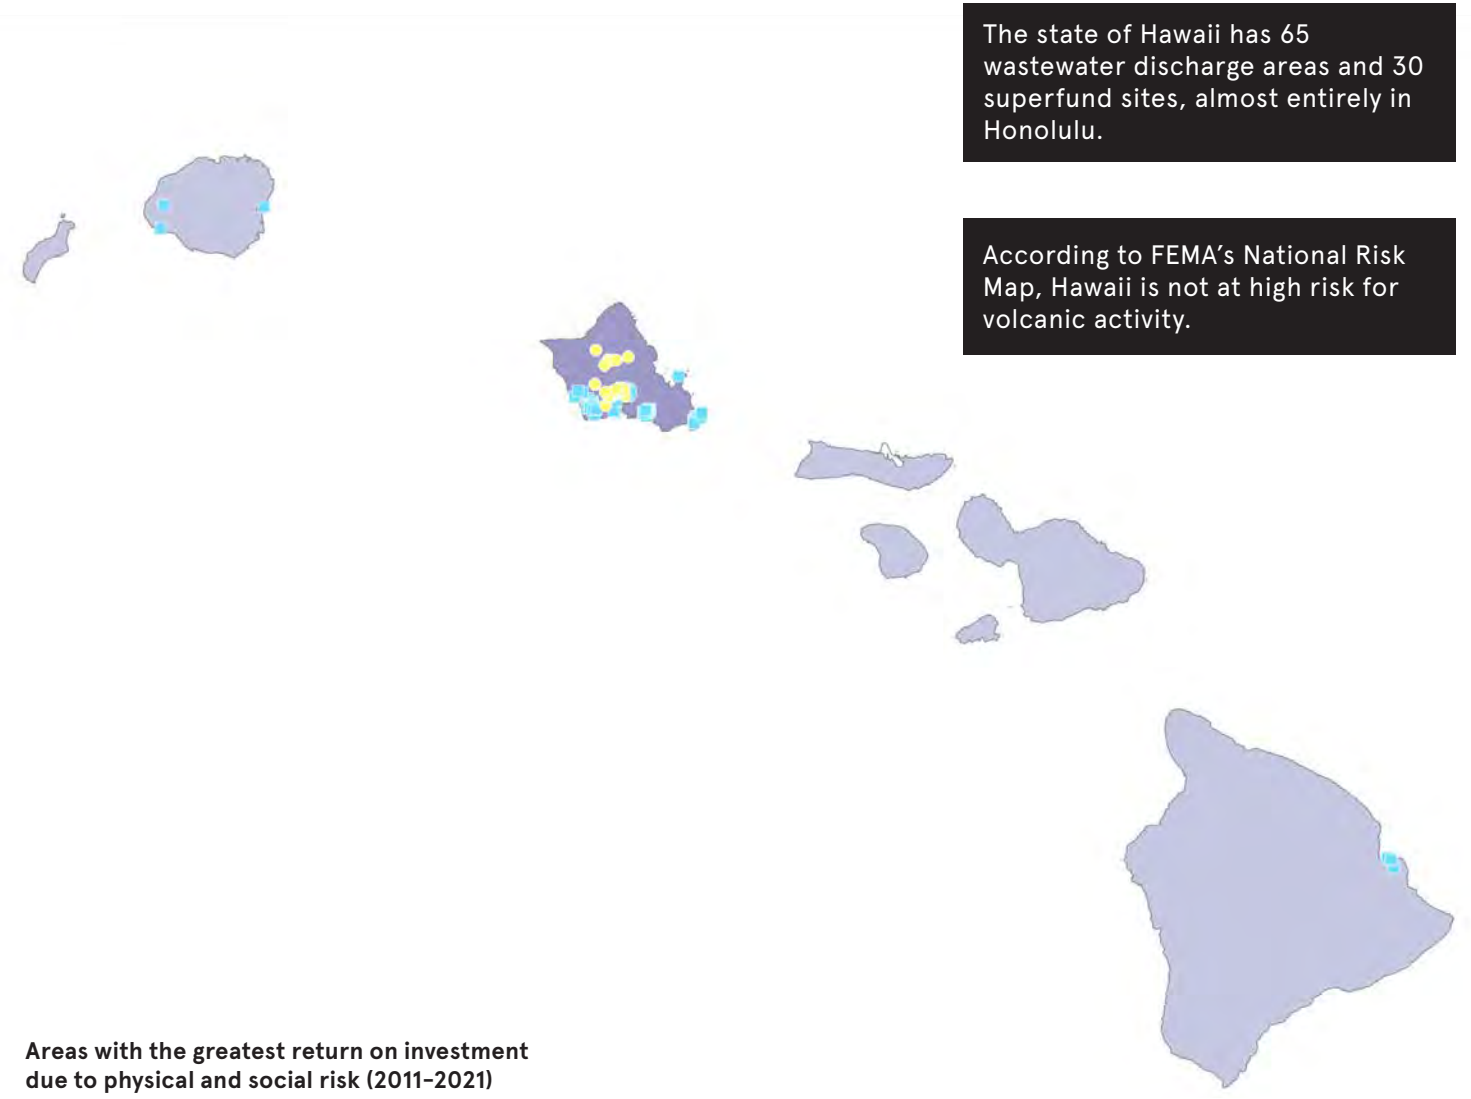 The state of Hawaii has 65
wastewater discharge areas and 30
superfund sites, almost entirely in
Honolulu.
According to FEMA’s National Risk
Map, Hawaii is not at high risk for
volcanic activity.
Areas with the greatest return on investment
due to physical and social risk (2011–2021)